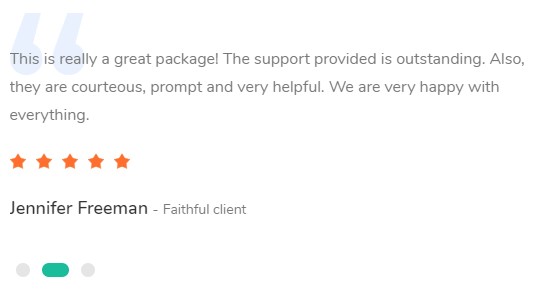 This is really a great package! The support provided is outstanding. Also,
they are courteous, prompt and very helpful. We are very happy with
everything.
Jennifer Freeman - Faithful client